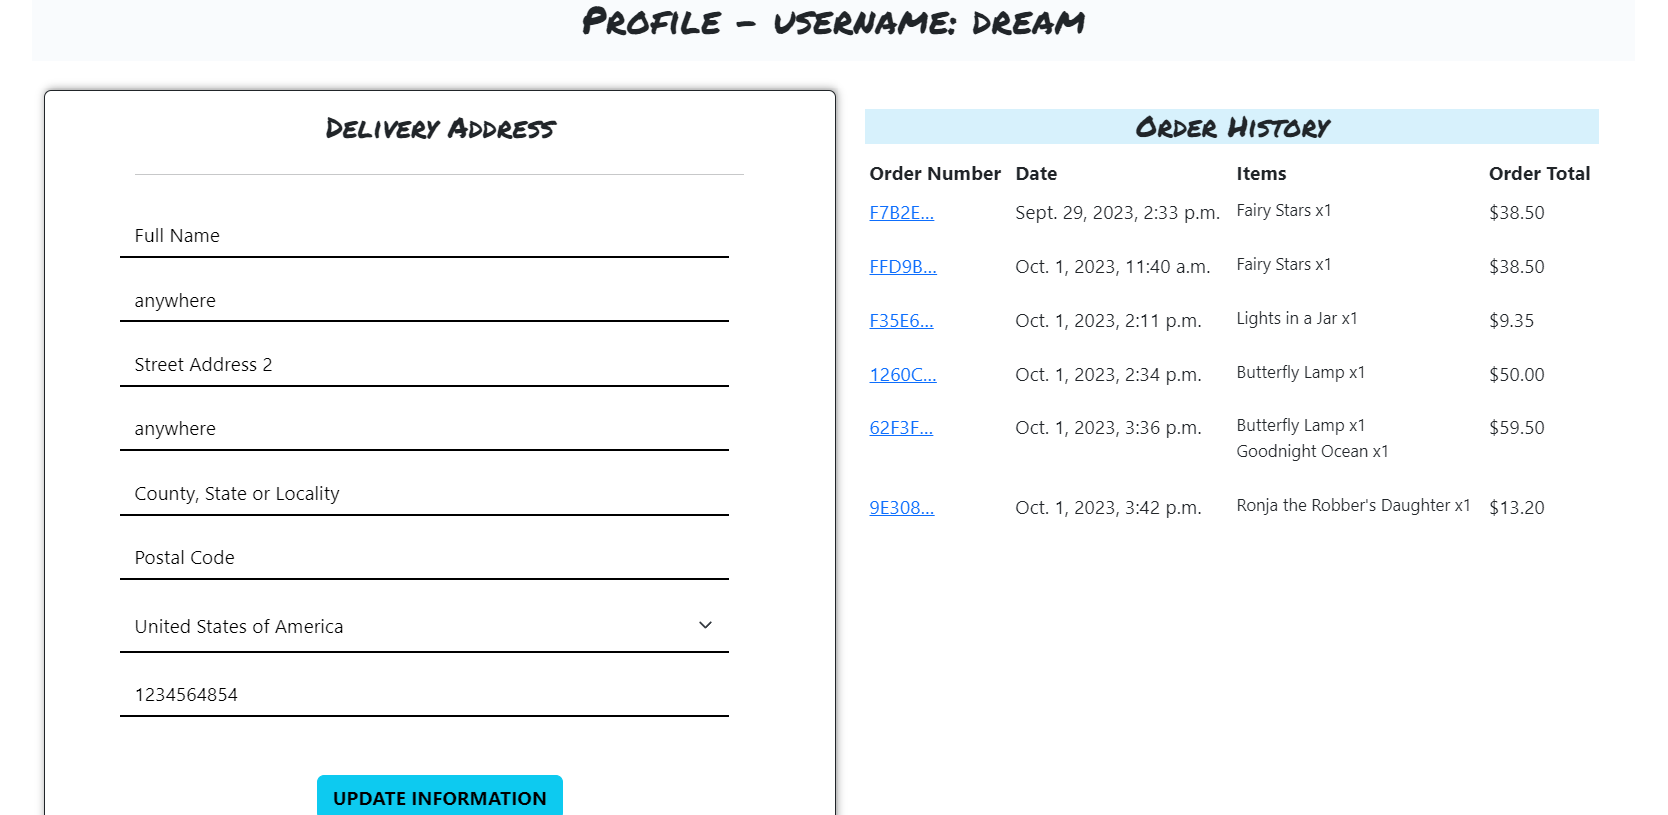 Profile - username: dream
Delivery Address
Full Name
anywhere
Street Address 2
anywhere
County, State or Locality
Postal Code
United States of America
1234564854
UPDATE INFORMATION
Order History
Order Number Date Items Order Total
F7B2E... Sept. 29, 2023, 2:33 p.m. Fairy Stars x1 $38.50
FFD9B... Oct. 1, 2023, 11:40 a.m. Fairy Stars x1 $38.50
F35E6... Oct. 1, 2023, 2:11 p.m. Lights in a Jar x1 $9.35
1260C... Oct. 1, 2023, 2:34 p.m. Butterfly Lamp x1 $50.00
62F3F... Oct. 1, 2023, 3:36 p.m. Butterfly Lamp x1 $59.50
Goodnight Ocean x1
9E308... Oct. 1, 2023, 3:42 p.m. Ronja the Robber's Daughter x1 $13.20